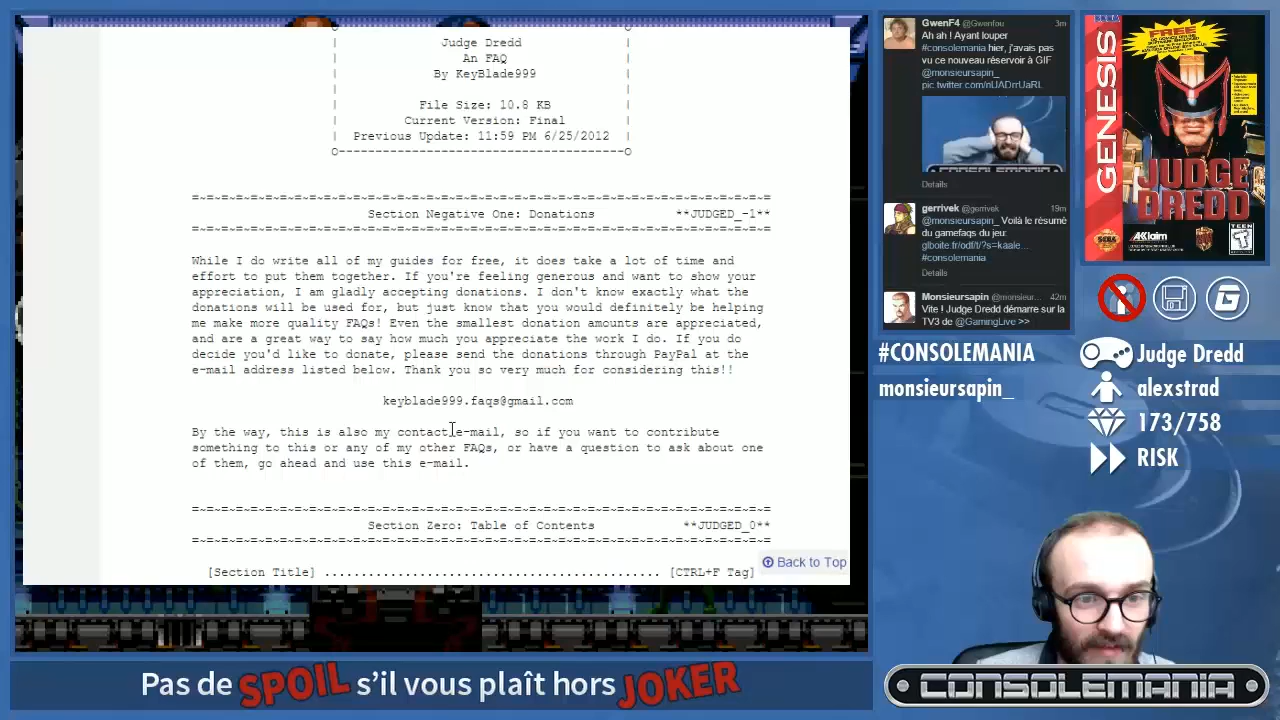 Judge Dredd
An FAQ
By KeyBlade999
File Size: 10.8 KB
Current Version: Final
Previous Update: 11:59 PM 6/25/2012
Section Negative One: Donations **JUDGED_-1**
While I do write all of my guides for free, it does take a lot of time and
effort to put them together. If you're feeling generous and want to show your
appreciation, I am gladly accepting donations. I don't know exactly what the
donations will be used for, but just know that you would definitely be helping
me make more quality FAQs! Even the smallest donation amounts are appreciated,
and are a great way to say how much you appreciate the work I do. If you do
decide you'd like to donate, please send the donations through PayPal at the
e-mail address listed below. Thank you so very much for considering this!!
keyblade999.faqs@gmail.com
By the way, this is also my contact e-mail, so if you want to contribute
something to this or any of my other FAQs, or have a question to ask about one
of them, go ahead and use this e-mail.
Section Zero: Table of Contents **JUDGED_0**
[Section Title] ............................................. [CTRL+F Tag]
Back to Top
GwenF4 @Gwenfou 3m
Ah ah ! Ayant louper
#consolemania hier, j'avais pas
vu ce nouveau réservoir à GIF
@monsieursapin_
pic.twitter.com/nUADrrUaRL
CONSOLEMANIA
Details
gerrivek @gerrivek 19m
@monsieursapin_ Voilà le résumé
du gamefaqs du jeu:
glboite.fr/odf/t/?s=kaale...
#consolemania
Details
Monsieursapin @monsieur... 42m
Vite ! Judge Dredd démarre sur la
TV3 de @GamingLive >>
GENESIS
FREE
JUDGE
DREDD
SEGA
AKklaim
TEEN
T
#CONSOLEMANIA
monsieursapin_
Judge Dredd
alexstrad
173/758
RISK
CONSOLEMANIA
Pas de SPOIL s'il vous plaît hors JOKER